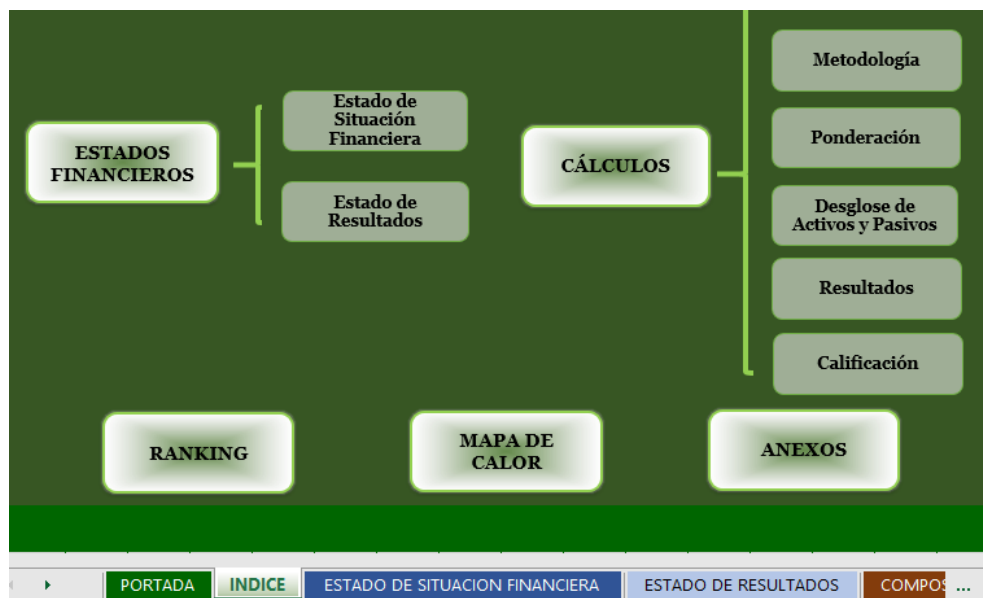 Metodología
Estado de
Situación
Financiera
ESTADOS
FINANCIEROS
Estado de
Resultados
CÁLCULOS
Ponderación
Desglose de
Activos y Pasivos
Resultados
Calificación
RANKING
MAPA DE
CALOR
ANEXOS
PORTADA INDICE ESTADO DE SITUACION FINANCIERA ESTADO DE RESULTADOS COMPOS ...